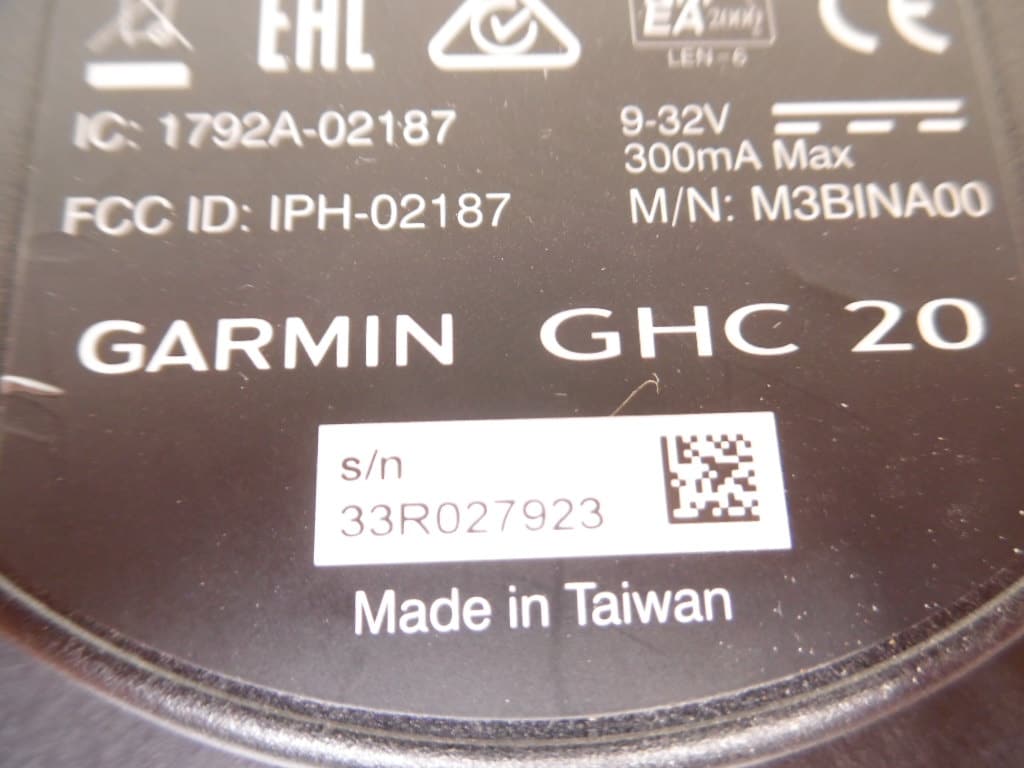 EAC
CE
LEN-6
IC: 1792A-02187
9-32V
300mA Max
FCC ID: IPH-02187
M/N: M3BINA00
GARMIN GHC 20
s/n
33R027923
Made in Taiwan